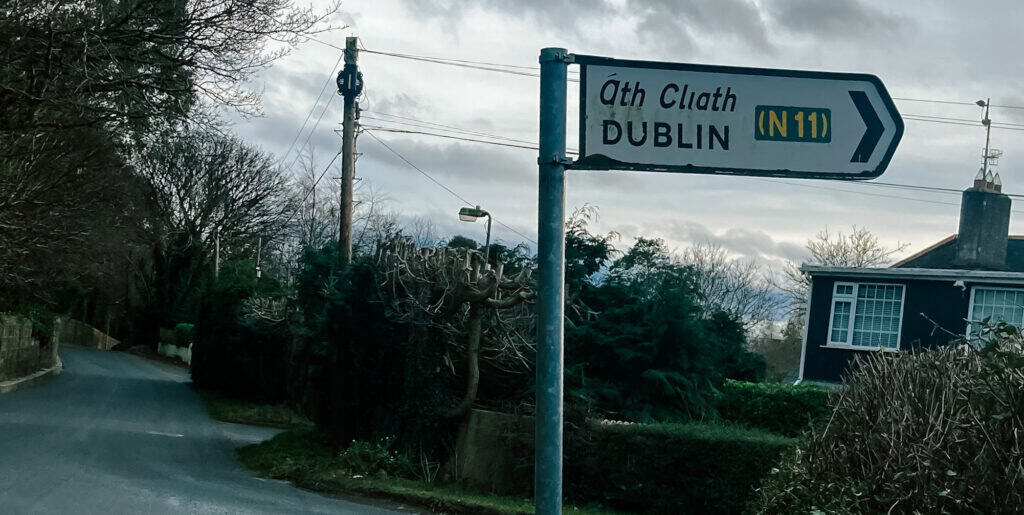 áth Cliath
DUBLIN
(N 11)